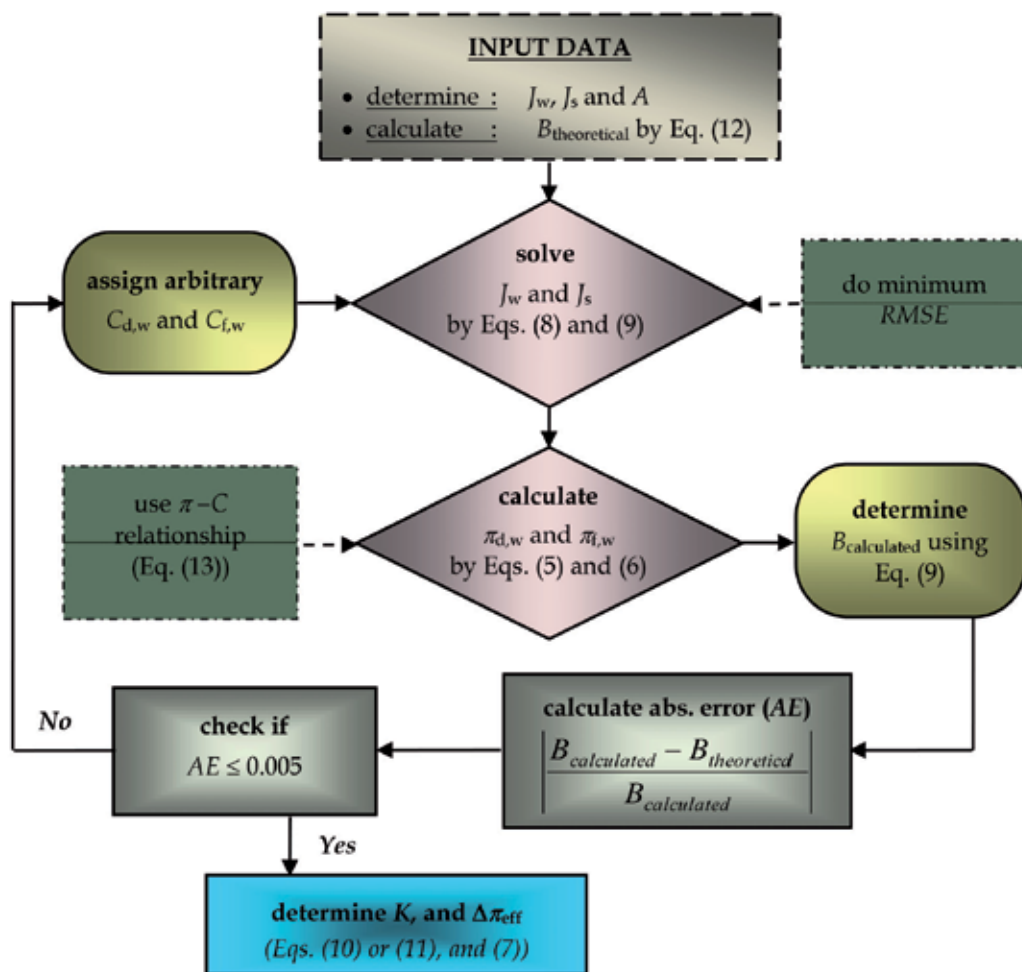 INPUT DATA
• determine : Jw, Js and A
• calculate : Btheoretical by Eq. (12)
assign arbitrary
Cd,w and Cf,w
solve
Jw and Js
by Eqs. (8) and (9)
do minimum
RMSE
use π–C
relationship
(Eq. (13))
calculate
πd,w and πf,w
by Eqs. (5) and (6)
determine
Bcalculated using
Eq. (9)
No
check if
AE ≤ 0.005
calculate abs. error (AE)
|Bcalculated − Btheoreticd|
Bcalculated
Yes
determine K, and Δπeff
(Eqs. (10) or (11), and (7))